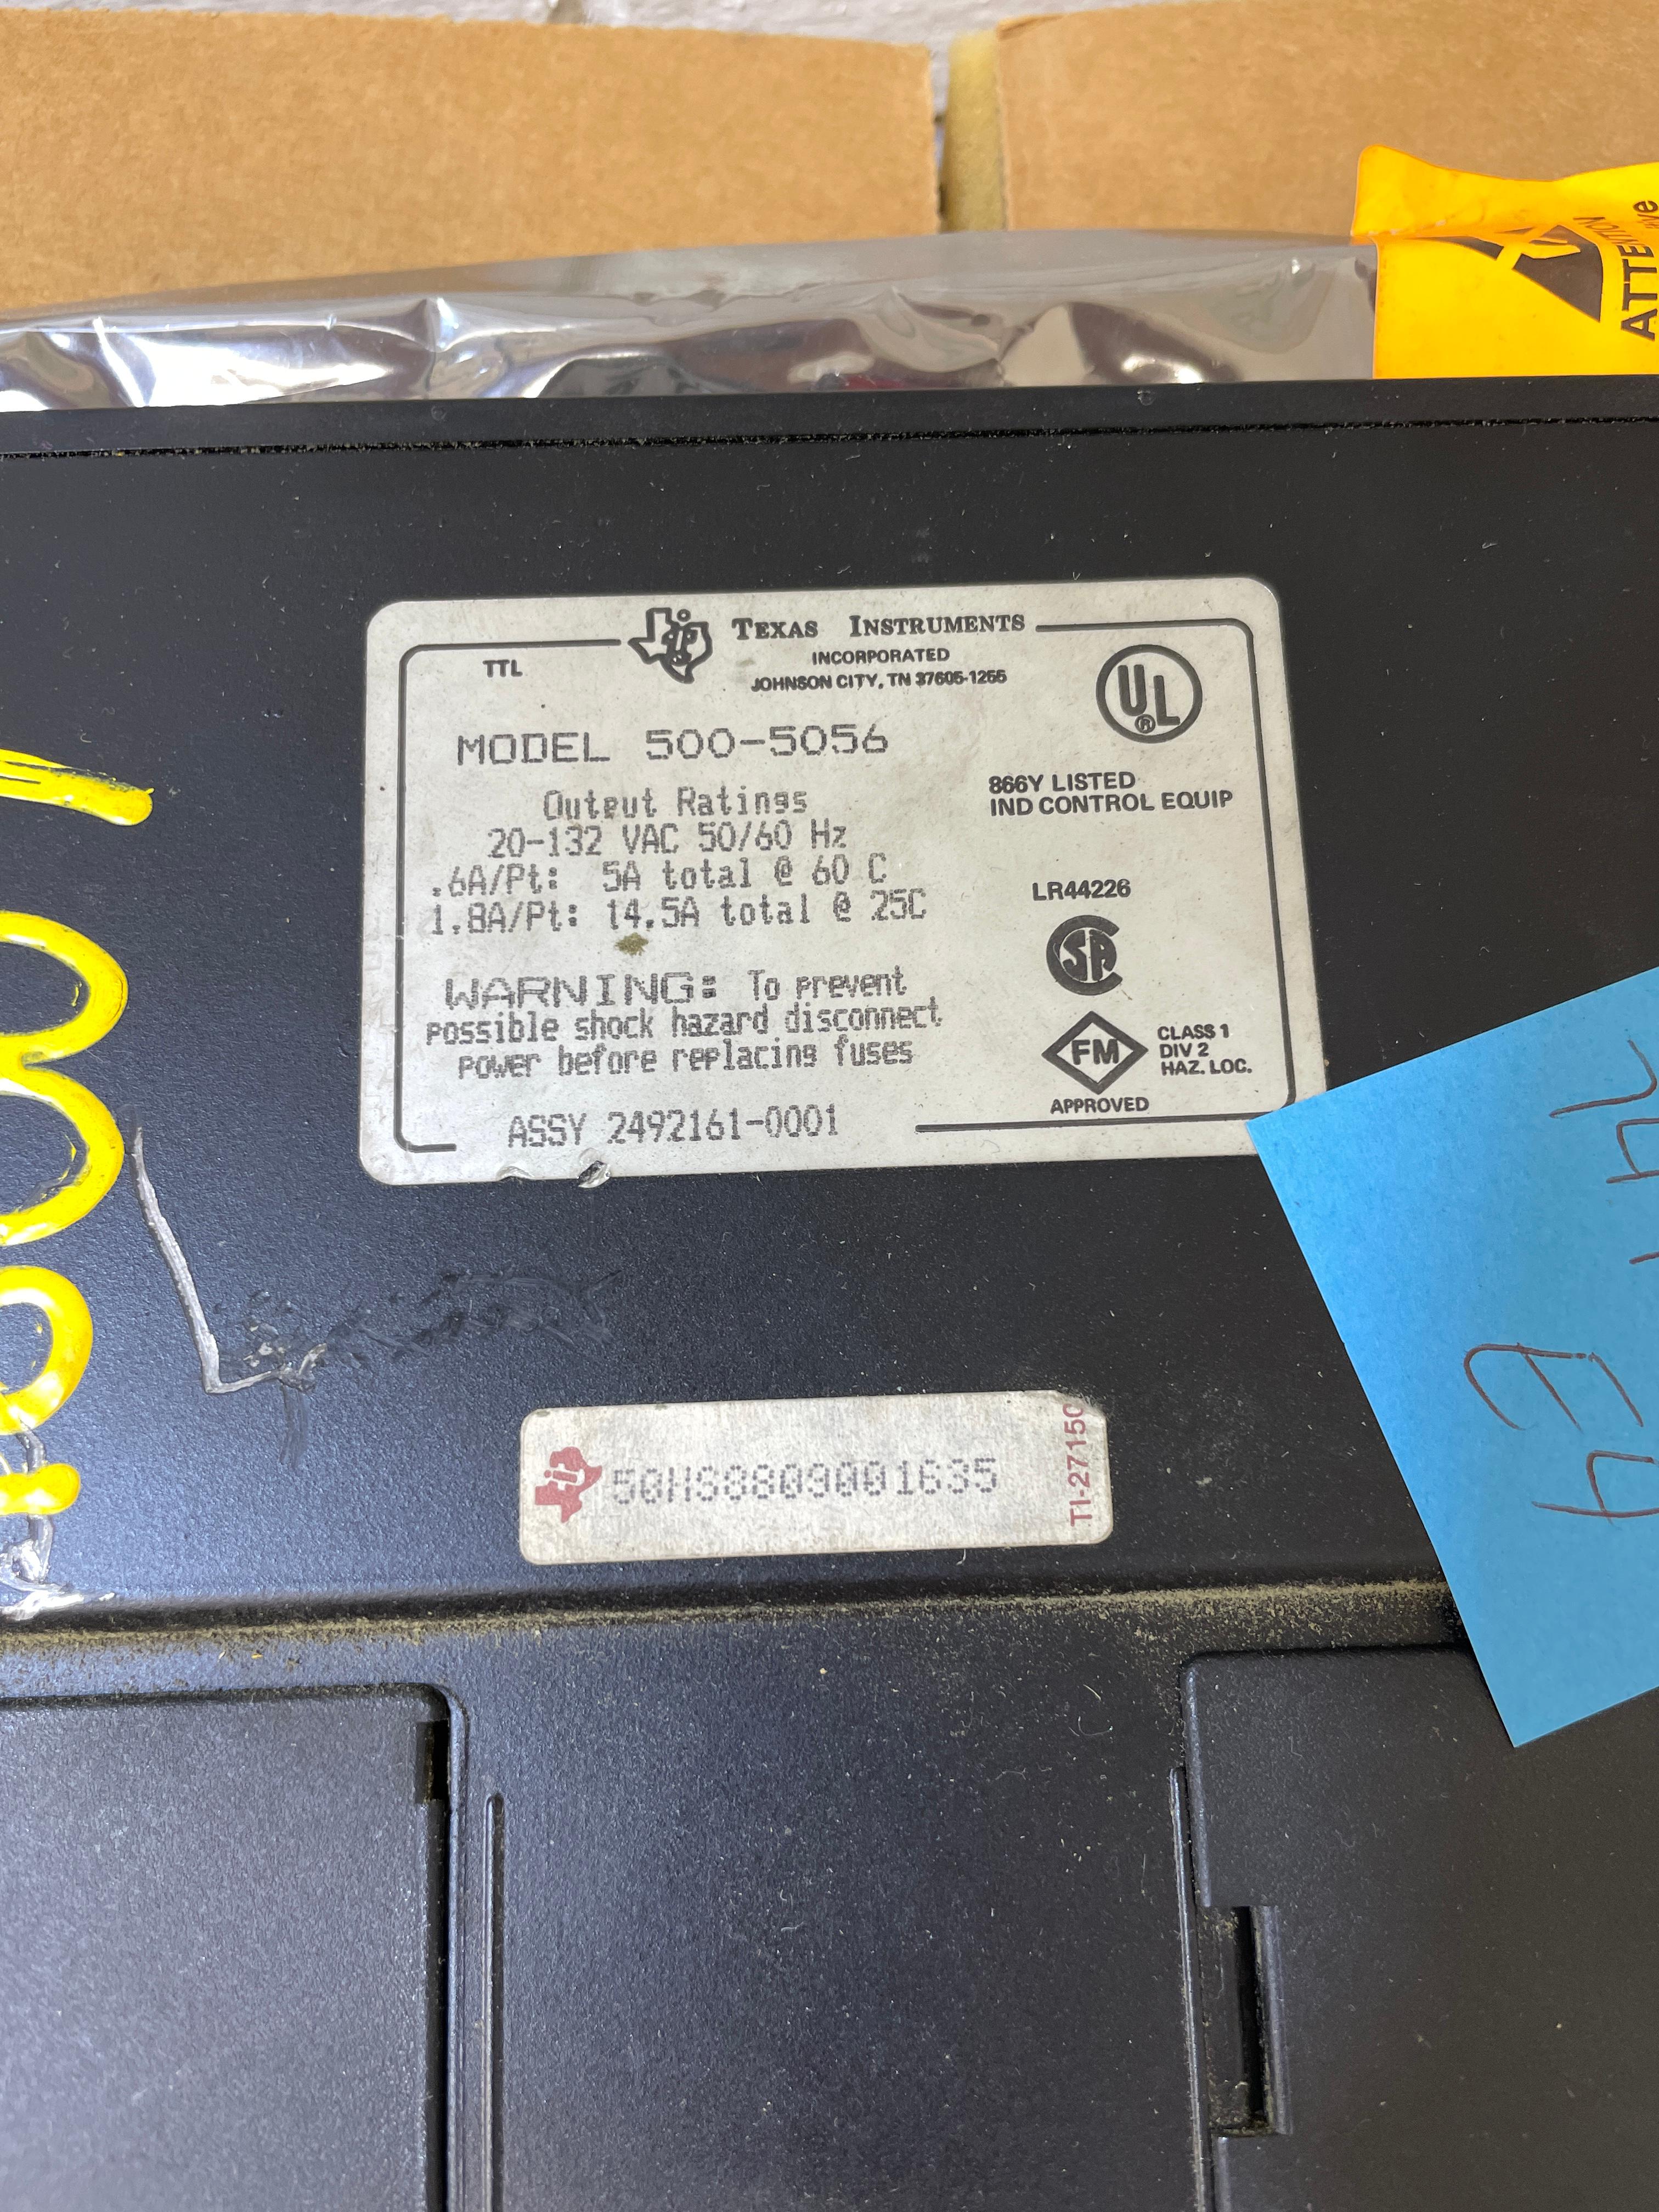 ATTENTION
TTL
TEXAS INSTRUMENTS
INCORPORATED
JOHNSON CITY, TN 37605-1255
UL
®
MODEL 500-5056
866Y LISTED
IND CONTROL EQUIP
Output Ratings
20-132 VAC 50/60 Hz
.6A/Pt: 5A total @ 60 C
1.8A/Pt: 14.5A total @ 25C
LR44226
SA
WARNING: To prevent
possible shock hazard disconnect
power before replacing fuses
FM
CLASS 1
DIV 2
HAZ. LOC.
APPROVED
ASSY 2492161-0001
50HS8809001635
TI-27150